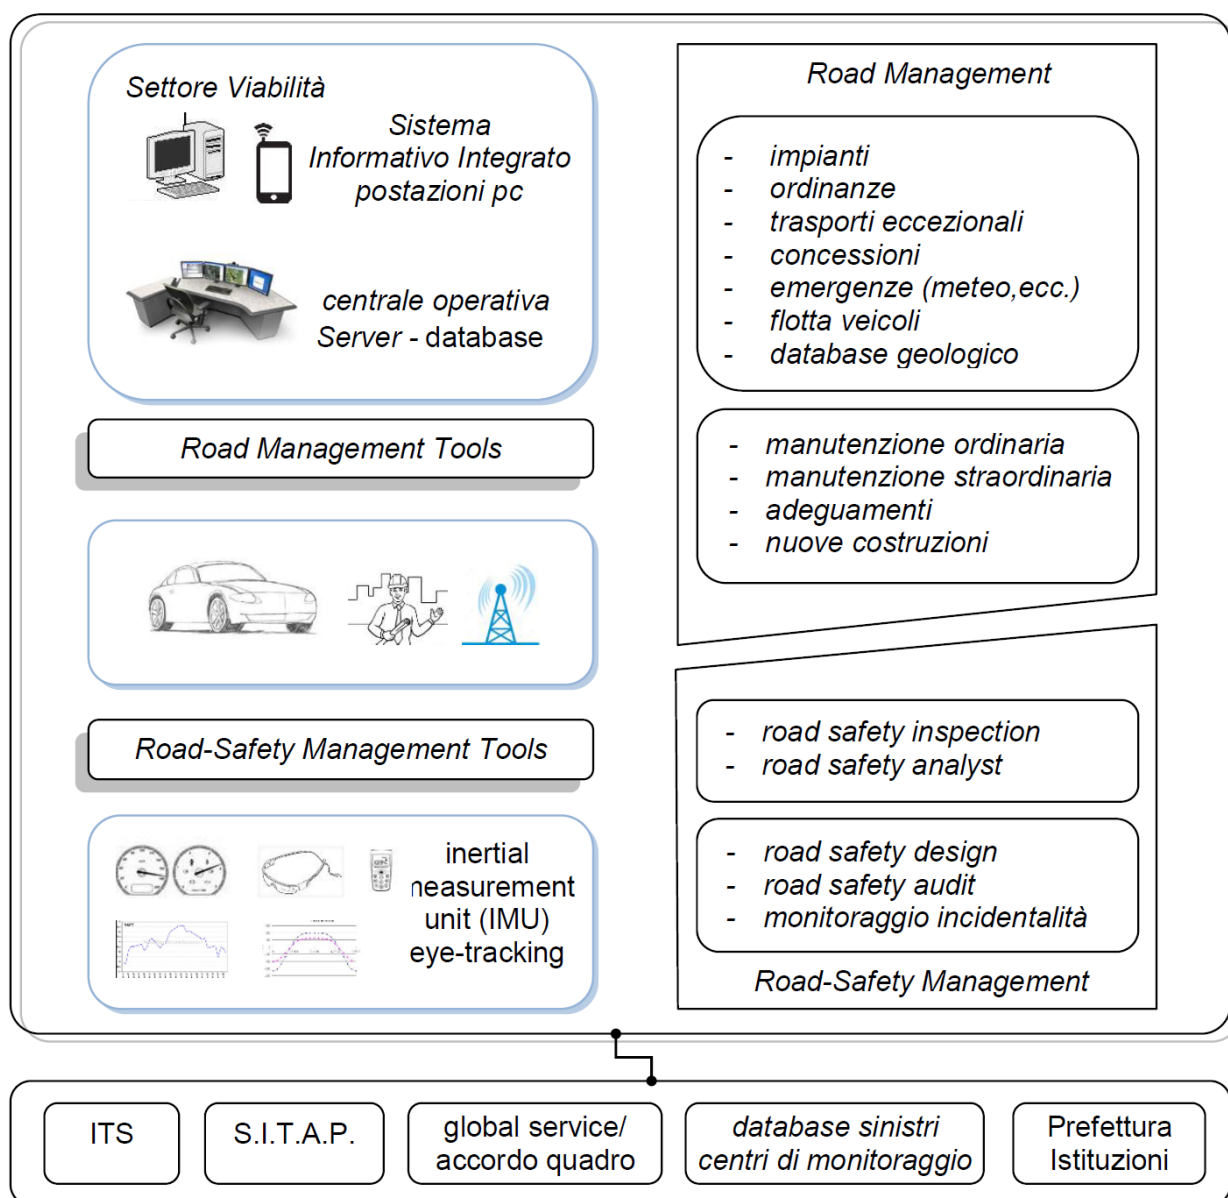 Settore Viabilità
Sistema
Informativo Integrato
postazioni pc
centrale operativa
Server - database
Road Management Tools
Road-Safety Management Tools
inertial
measurement
unit (IMU)
eye-tracking
Road Management
- impianti
- ordinanze
- trasporti eccezionali
- concessioni
- emergenze (meteo,ecc.)
- flotta veicoli
- database geologico
- manutenzione ordinaria
- manutenzione straordinaria
- adeguamenti
- nuove costruzioni
- road safety inspection
- road safety analyst
- road safety design
- road safety audit
- monitoraggio incidentalità
Road-Safety Management
ITS
S.I.T.A.P.
global service/
accordo quadro
database sinistri
centri di monitoraggio
Prefettura
Istituzioni